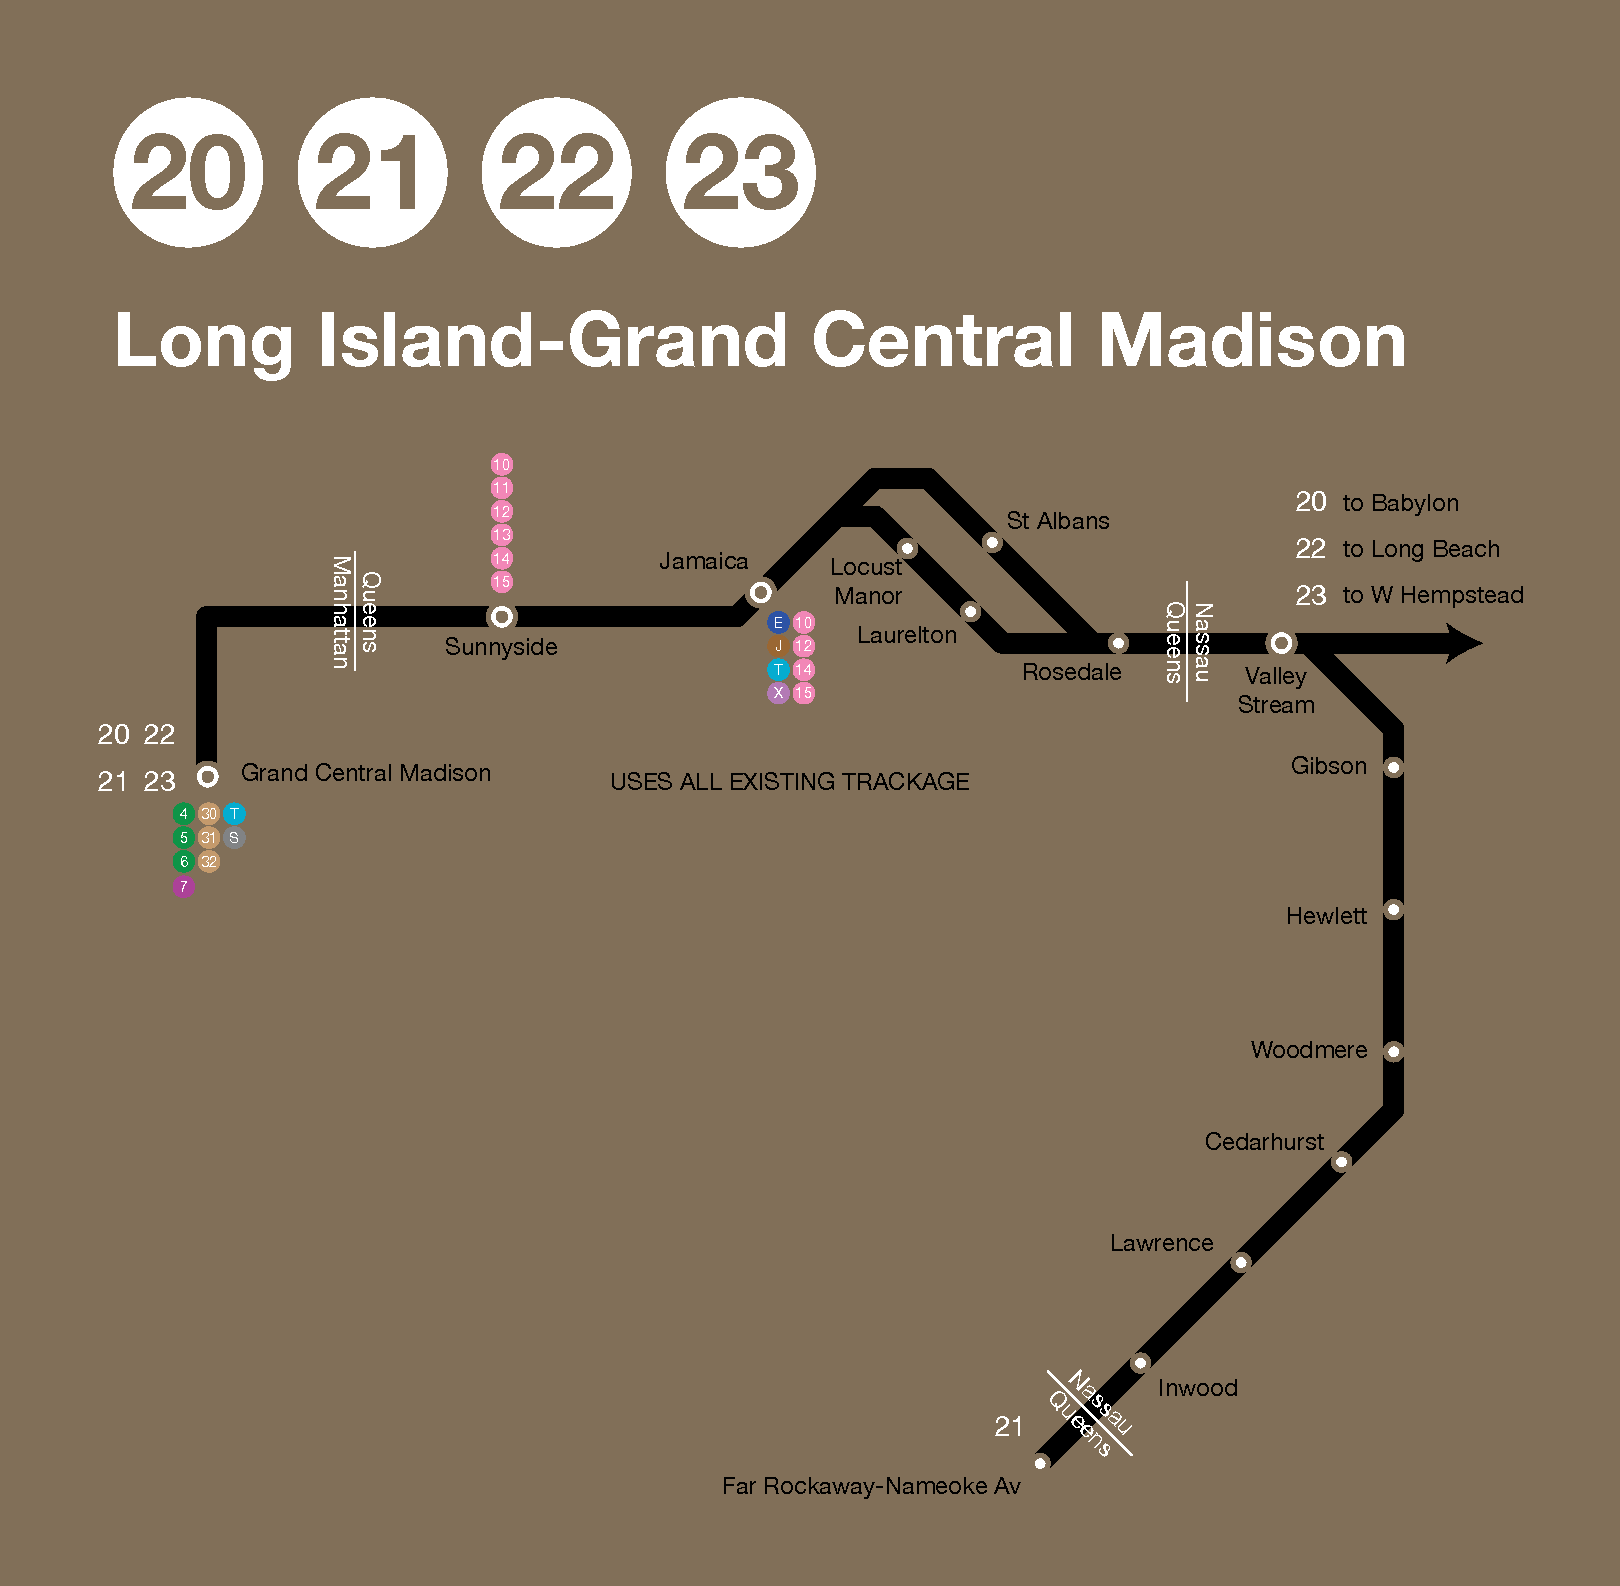 20 21 22 23
Long Island-Grand Central Madison
10
11
12
13
14
15
Manhattan
Queens
Sunnyside
Jamaica
E 10
J 12
T 14
X 15
Locust
Manor
Laurelton
St Albans
Rosedale
Queens
Nassau
20 to Babylon
22 to Long Beach
23 to W Hempstead
Valley
Stream
20 22
21 23
Grand Central Madison
4 30 T
5 31 S
6 32
7
USES ALL EXISTING TRACKAGE
Gibson
Hewlett
Woodmere
Cedarhurst
Lawrence
Inwood
Nassau
Queens
21
Far Rockaway-Nameoke Av